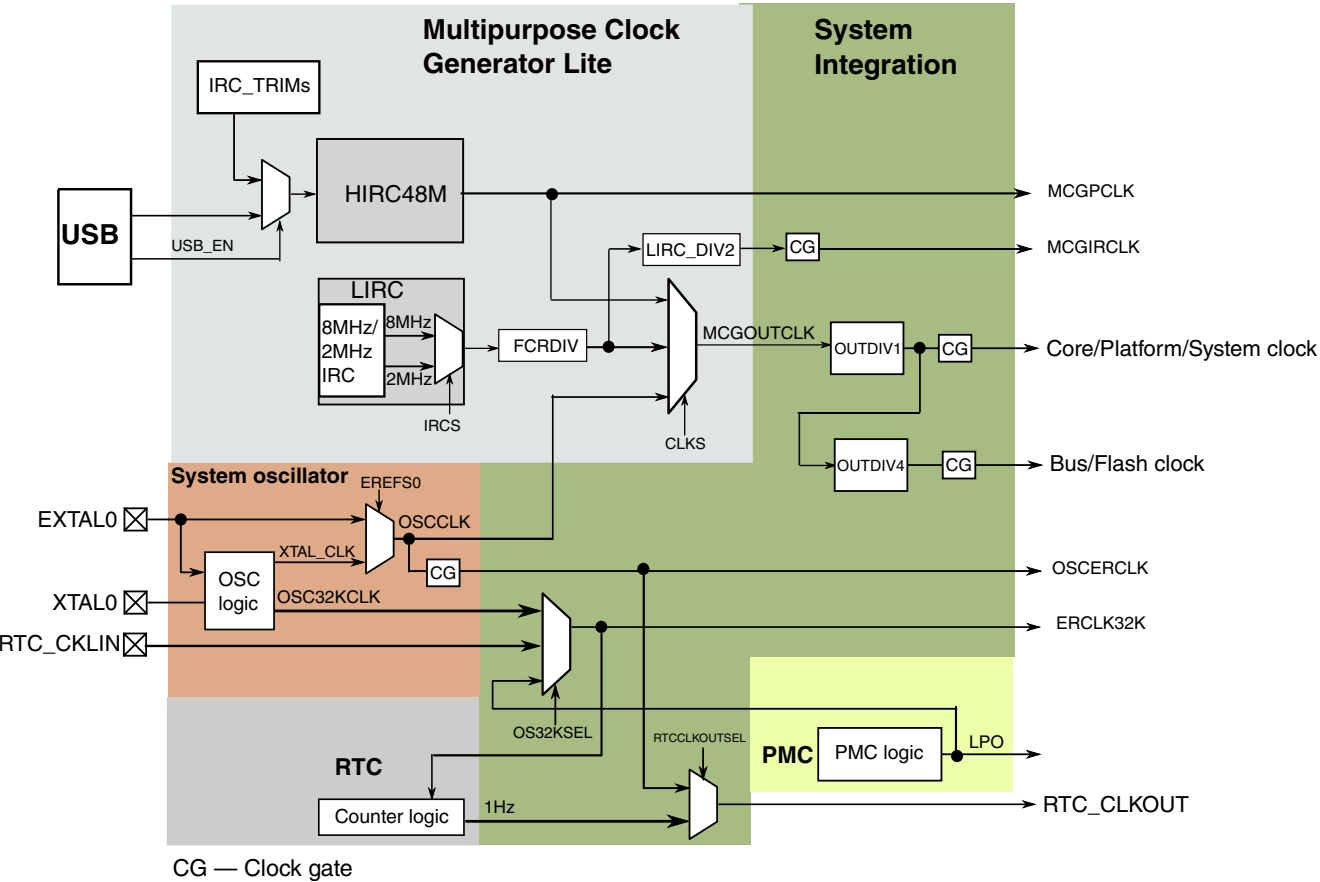 Multipurpose Clock
Generator Lite
System
Integration
IRC_TRIMs
HIRC48M
MCGPCLK
USB
USB_EN
LIRC_DIV2
CG
MCGIRCLK
LIRC
8MHz/
2MHz
IRC
8MHz
2MHz
IRCS
FCRDIV
MCGOUTCLK
CLKS
OUTDIV1
CG
Core/Platform/System clock
OUTDIV4
CG
Bus/Flash clock
System oscillator
EREFS0
EXTAL0
OSCCLK
XTAL_CLK
OSC
logic
CG
OSCERCLK
XTAL0
OSC32KCLK
ERCLK32K
RTC_CKLIN
OS32KSEL
RTCCLKOUTSEL
PMC
PMC logic
LPO
RTC
Counter logic
1Hz
RTC_CLKOUT
CG — Clock gate